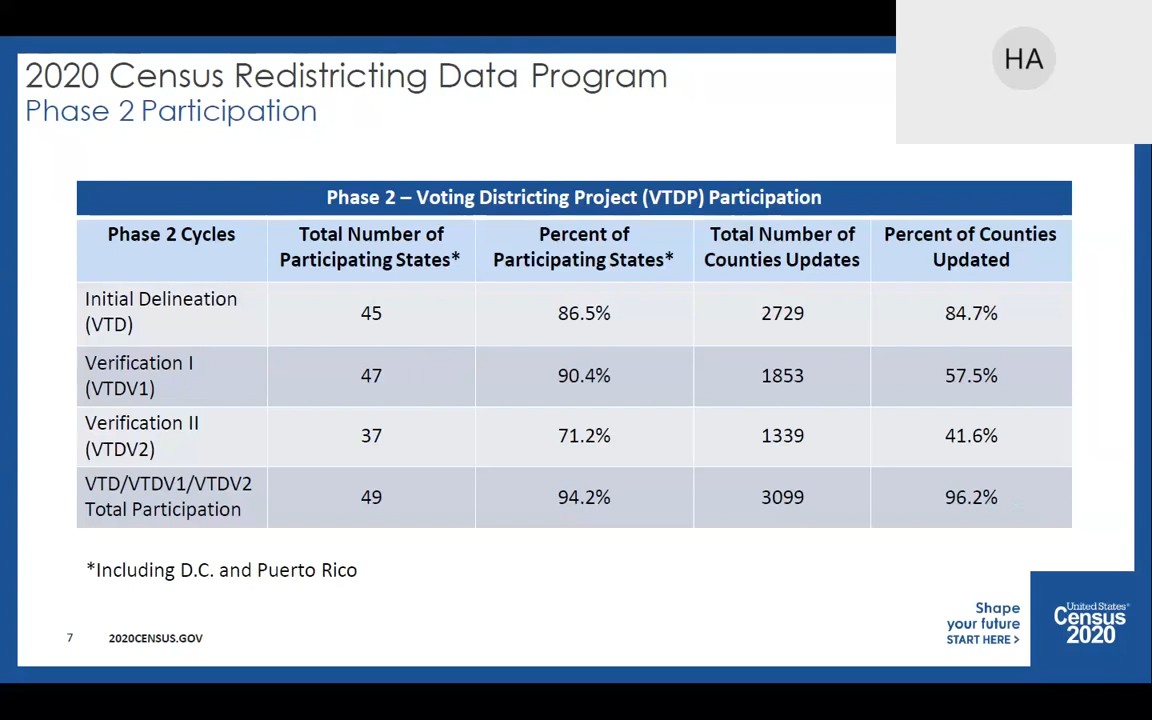 2020 Census Redistricting Data Program
HA
Phase 2 Participation
Phase 2 – Voting Districting Project (VTDP) Participation
Phase 2 Cycles
Total Number of
Participating States*
Percent of
Participating States*
Total Number of
Counties Updates
Percent of Counties
Updated
Initial Delineation
(VTD)
45
86.5%
2729
84.7%
Verification I
(VTDV1)
47
90.4%
1853
57.5%
Verification II
(VTDV2)
37
71.2%
1339
41.6%
VTD/VTDV1/VTDV2
Total Participation
49
94.2%
3099
96.2%
*Including D.C. and Puerto Rico
7
2020CENSUS.GOV
Shape
your future
START HERE >
United States®
Census
2020